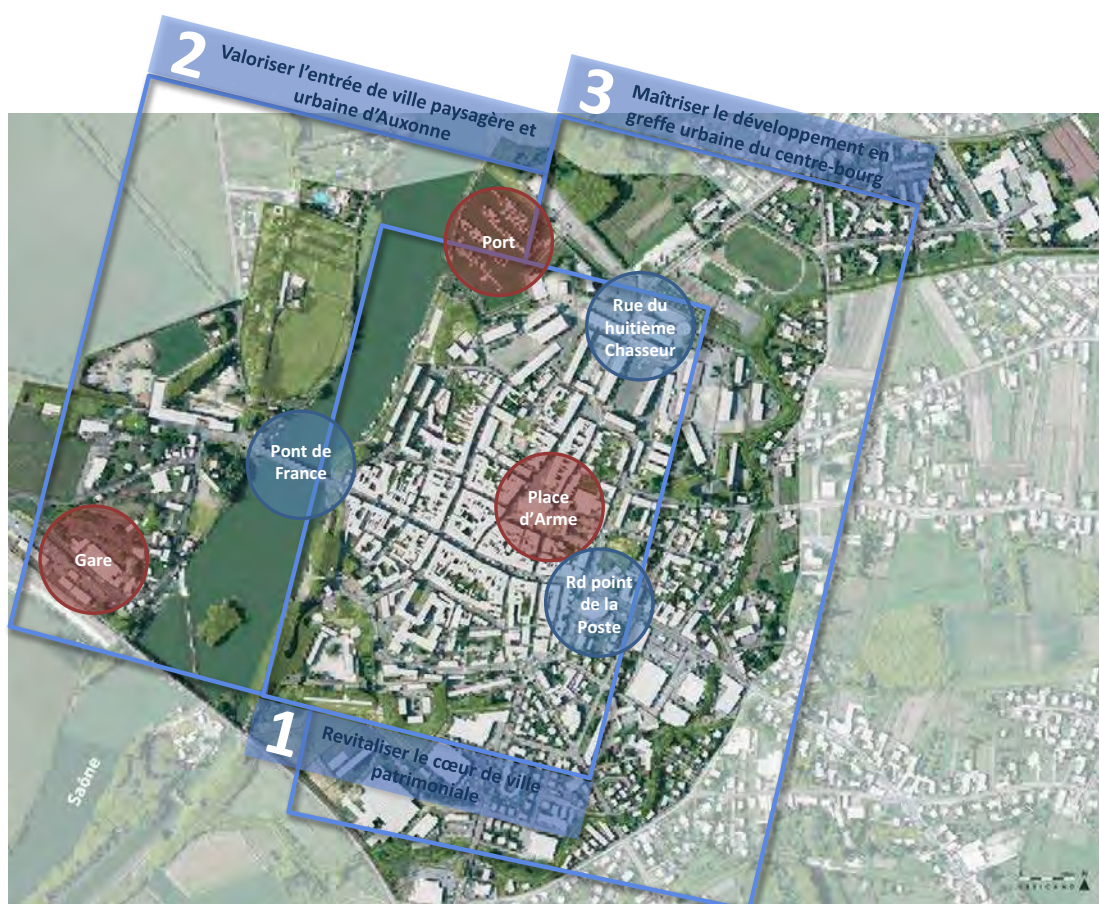 2
Valoriser l'entrée de ville paysagère et
urbaine d'Auxonne
3
Maîtriser le développement en
greffe urbaine du centre-bourg
Port
Rue du
huitième
Chasseur
Pont de
France
Place
d'Arme
Gare
Rd point
de la
Poste
1
Revitaliser le cœur de ville
patrimoniale
Saône
N